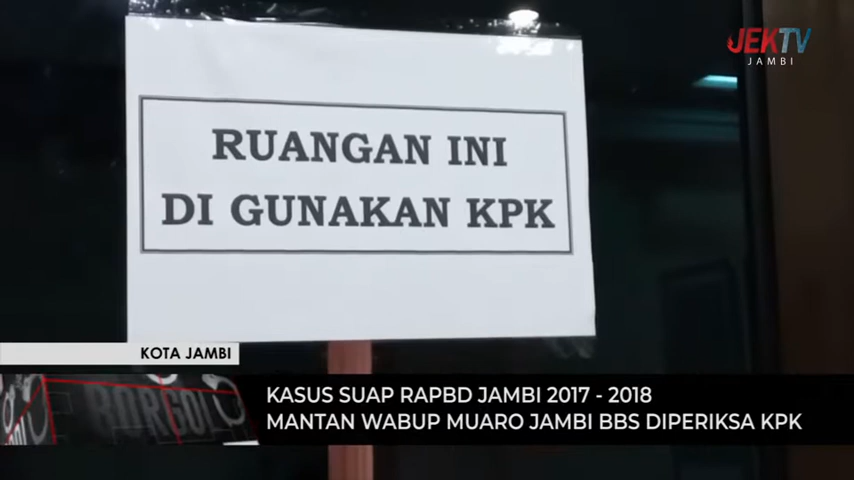 JEKTV
JAMBI
RUANGAN INI
DI GUNAKAN KPK
KOTA JAMBI
BORGOL
KASUS SUAP RAPBD JAMBI 2017 - 2018
MANTAN WABUP MUARO JAMBI BBS DIPERIKSA KPK